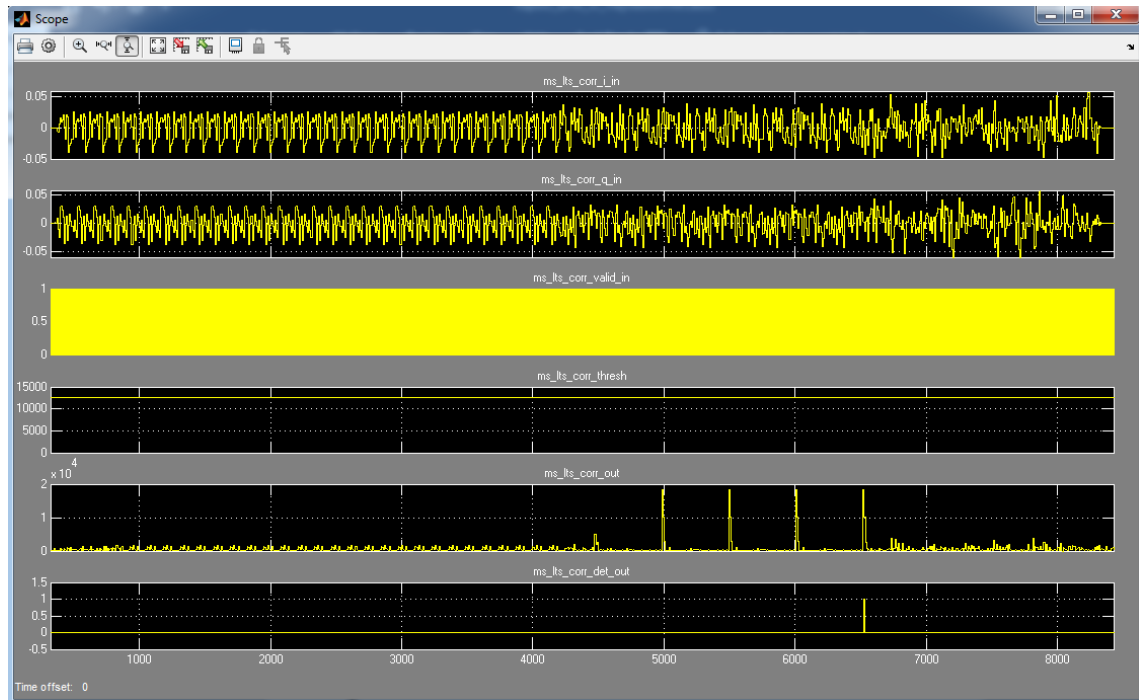 Scope
ms_lts_corr_i_in
0.05
0
-0.05
ms_lts_corr_q_in
0.05
0
-0.05
ms_lts_corr_valid_in
1
0.5
0
ms_lts_corr_thresh
15000
10000
5000
0
x 10^4
ms_lts_corr_out
2
1
0
ms_lts_corr_det_out
1.5
1
0.5
0
-0.5
1000 2000 3000 4000 5000 6000 7000 8000
Time offset: 0